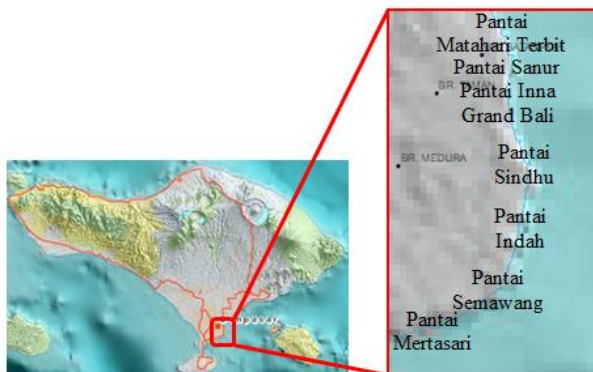 Pantai
Matahari Terbit
Pantai Sanur
Pantai Inna
Grand Bali
BR. MEDURA
Pantai
Sindhu
Pantai
Indah
Pantai
Semawang
Pantai
Mertasari